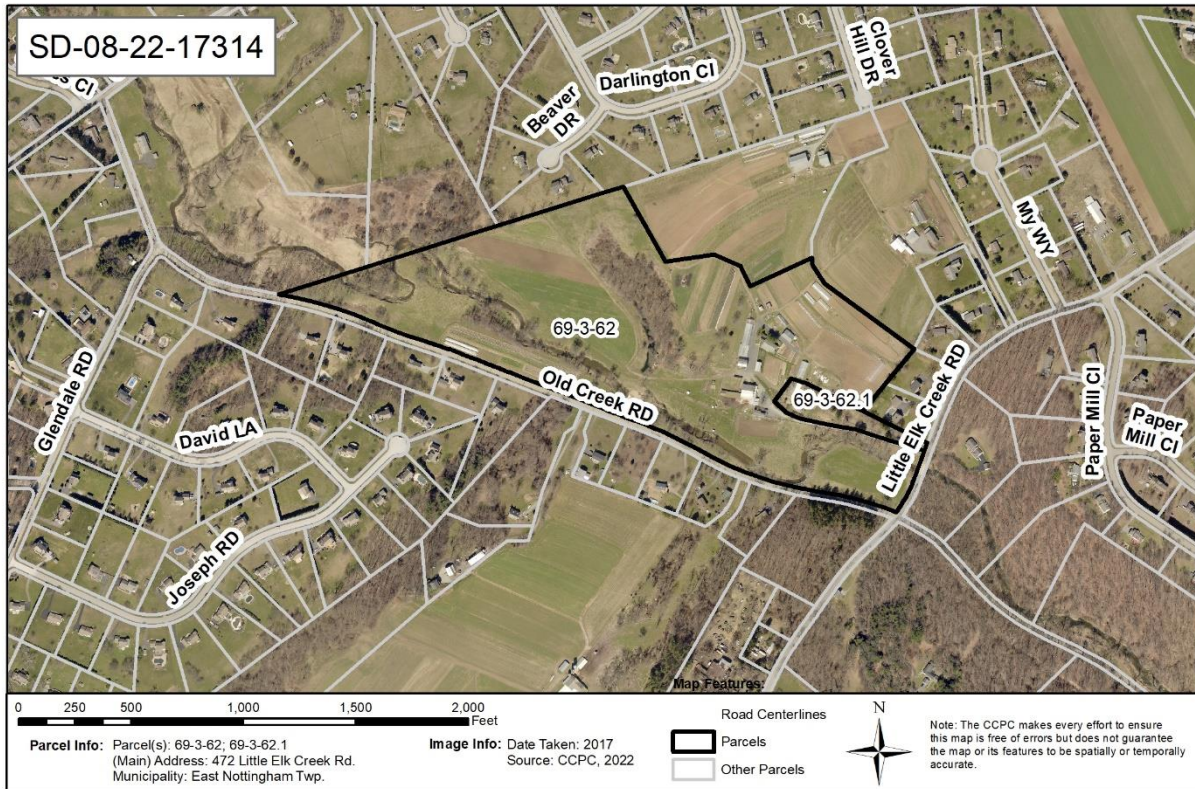 SD-08-22-17314
Cl
Beaver
DR
Darlington Cl
Clover
Hill DR
My WY
69-3-62
69-3-62.1
Old Creek RD
Little Elk Creek RD
Glendale RD
David LA
Joseph RD
Paper Mill Cl
Paper
Mill Cl
Map Features:
0 250 500 1,000 1,500 2,000
Feet
Parcel Info: Parcel(s): 69-3-62; 69-3-62.1
(Main) Address: 472 Little Elk Creek Rd.
Municipality: East Nottingham Twp.
Image Info: Date Taken: 2017
Source: CCPC, 2022
Road Centerlines
Parcels
Other Parcels
N
Note: The CCPC makes every effort to ensure
this map is free of errors but does not guarantee
the map or its features to be spatially or temporally
accurate.